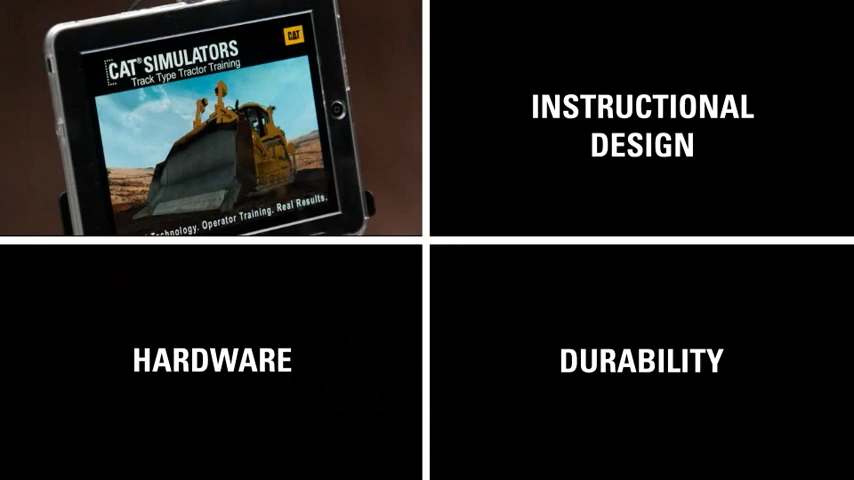 CAT
CAT® SIMULATORS
Track Type Tractor Training
Technology. Operator Training. Real Results.
INSTRUCTIONAL
DESIGN
HARDWARE
DURABILITY